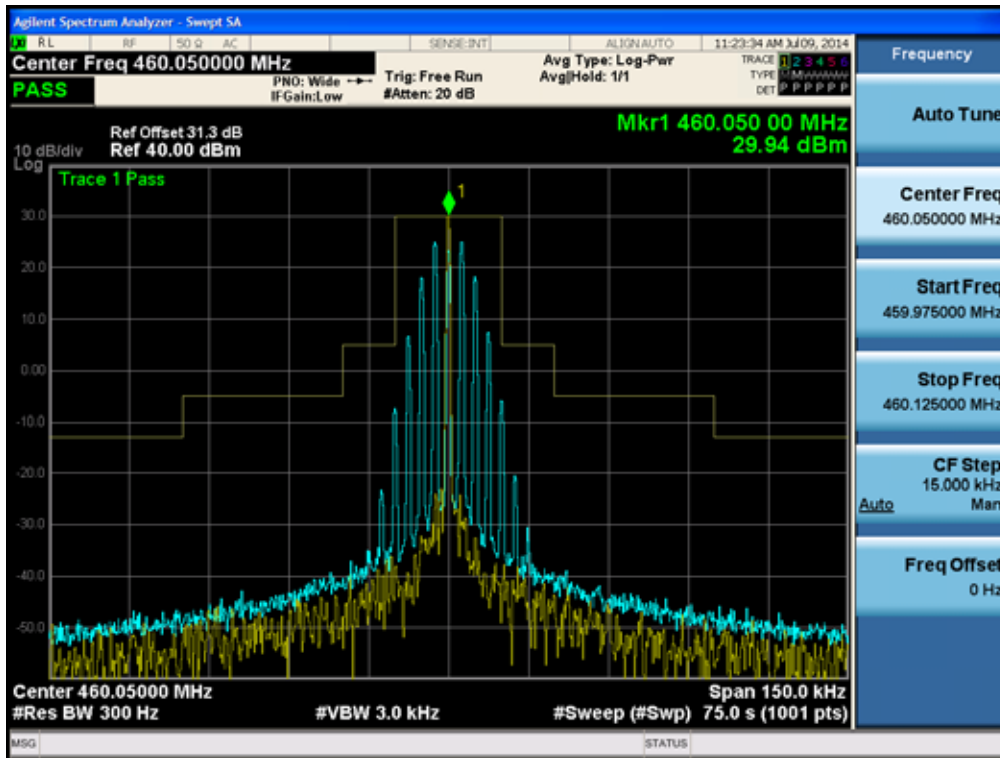 Agilent Spectrum Analyzer - Swept SA
RL RF 50 Ω AC SENSE:INT ALIGNAUTO 11:23:34 AM Jul 09, 2014
Center Freq 460.050000 MHz
PASS
PNO: Wide
IFGain:Low
Trig: Free Run
#Atten: 20 dB
Avg Type: Log-Pwr
Avg|Hold: 1/1
TRACE 1 2 3 4 5 6
TYPE
DET P P P P P P
Ref Offset 31.3 dB
10 dB/div Ref 40.00 dBm
Log
Mkr1 460.050 00 MHz
29.94 dBm
Trace 1 Pass
1
30.0
20.0
10.0
0.00
-10.0
-20.0
-30.0
-40.0
-50.0
Center 460.05000 MHz Span 150.0 kHz
#Res BW 300 Hz #VBW 3.0 kHz #Sweep (#Swp) 75.0 s (1001 pts)
MSG STATUS
Frequency
Auto Tune
Center Freq
460.050000 MHz
Start Freq
459.975000 MHz
Stop Freq
460.125000 MHz
CF Step
15.000 kHz
Auto Man
Freq Offset
0 Hz